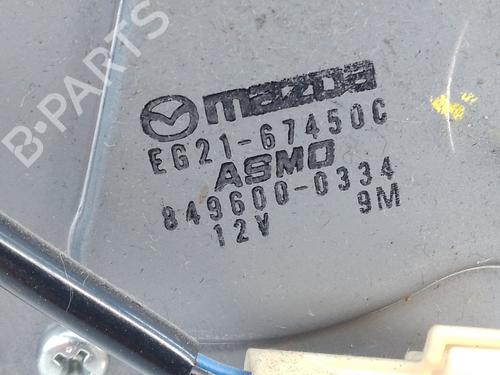 B-PARTS
mazda
EG21-67450C
ASMO
849600-0334
12V 9M